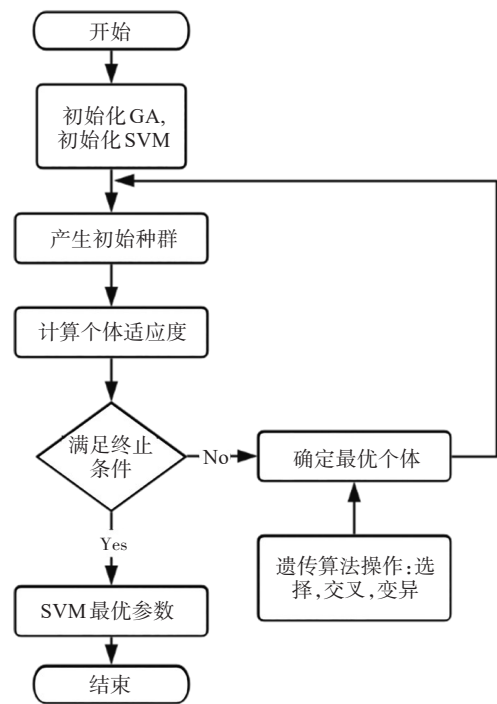 开始
初始化GA,
初始化SVM
产生初始种群
计算个体适应度
满足终止
条件
No
确定最优个体
Yes
遗传算法操作:选
择,交叉,变异
SVM最优参数
结束